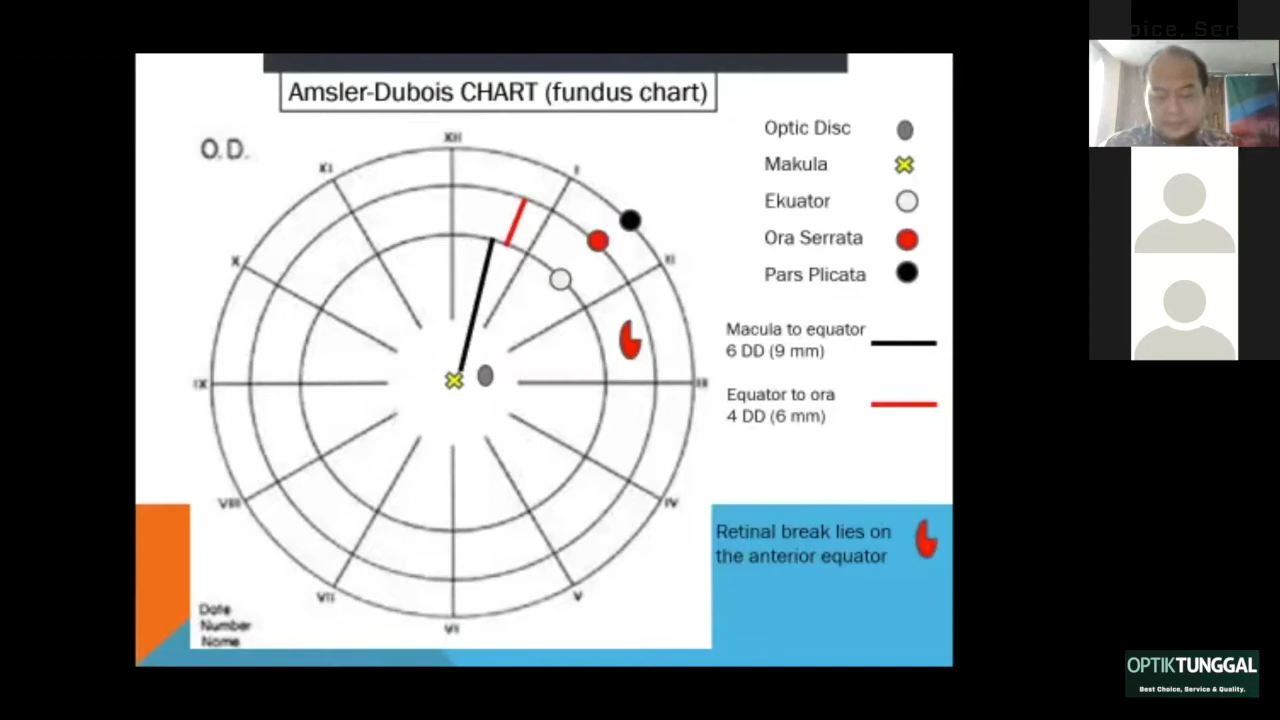 Amsler-Dubois CHART (fundus chart)
O.D.
XII
XI
I
X
II
IX
III
VIII
IV
VII
V
VI
Date
Number
Name
Optic Disc
Makula
Ekuator
Ora Serrata
Pars Plicata
Macula to equator
6 DD (9 mm)
Equator to ora
4 DD (6 mm)
Retinal break lies on
the anterior equator
OPTIKTUNGGAL
Best Choice, Service & Quality.